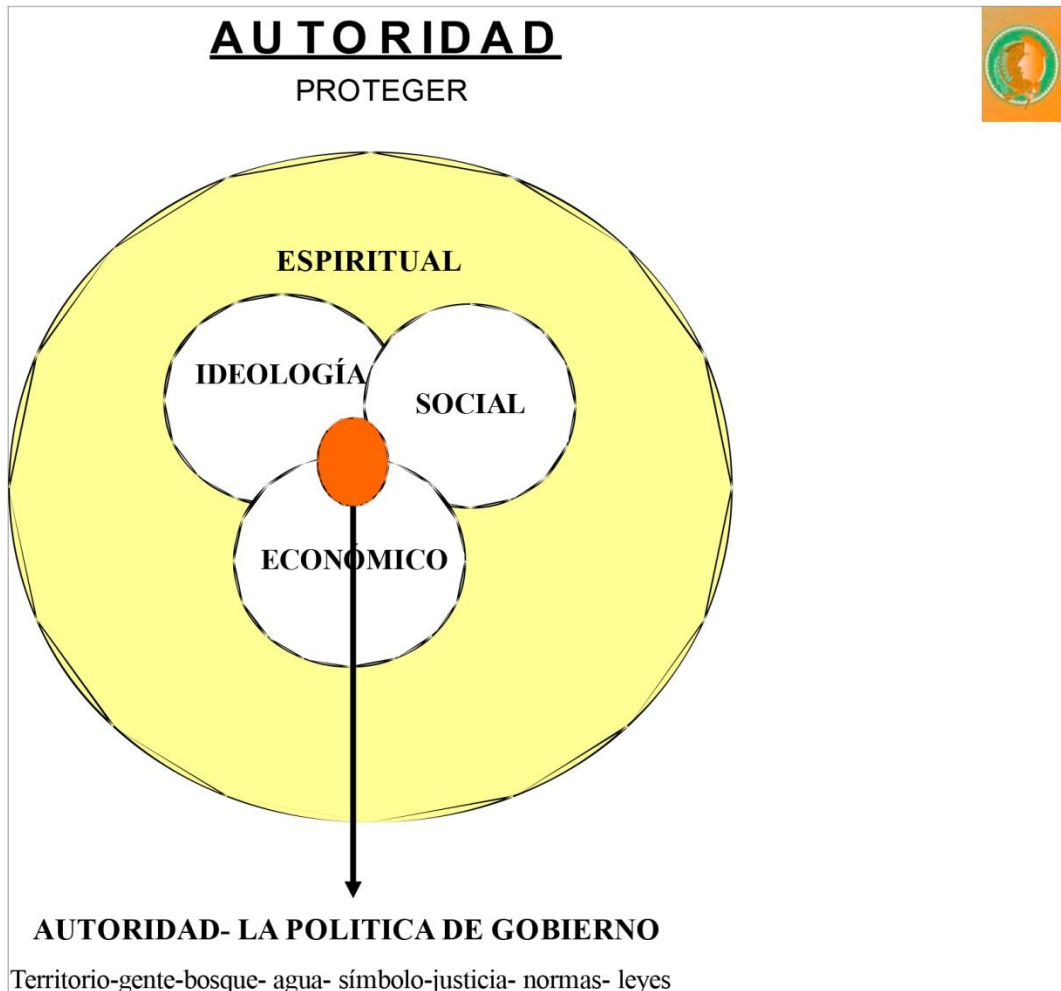 AUTORIDAD
PROTEGER
ESPIRITUAL
IDEOLOGÍA
SOCIAL
ECONÓMICO
AUTORIDAD- LA POLITICA DE GOBIERNO
Territorio-gente-bosque- agua- símbolo-justicia- normas- leyes